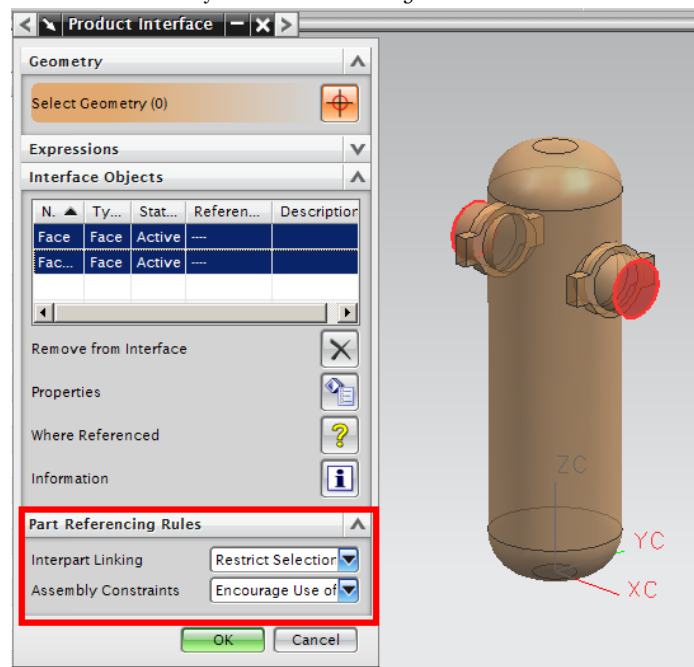 Product Interface
Geometry
Select Geometry (0)
Expressions
Interface Objects
N. Ty... Stat... Referen... Description
Face Face Active ----
Fac... Face Active ----
Remove from Interface
Properties
Where Referenced
Information
Part Referencing Rules
Interpart Linking Restrict Selection
Assembly Constraints Encourage Use of
OK Cancel
ZC
YC
XC